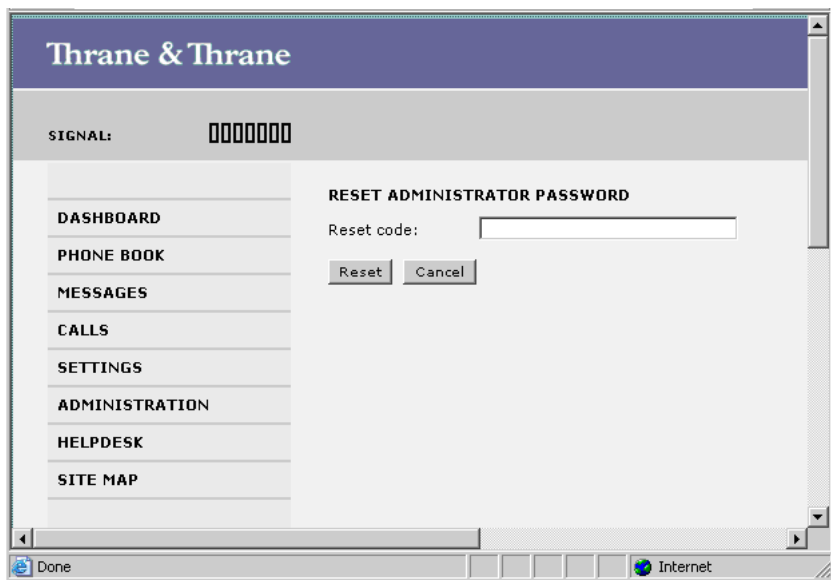 Thrane & Thrane
SIGNAL:
DASHBOARD
PHONE BOOK
MESSAGES
CALLS
SETTINGS
ADMINISTRATION
HELPDESK
SITE MAP
RESET ADMINISTRATOR PASSWORD
Reset code:
Reset Cancel
Done Internet